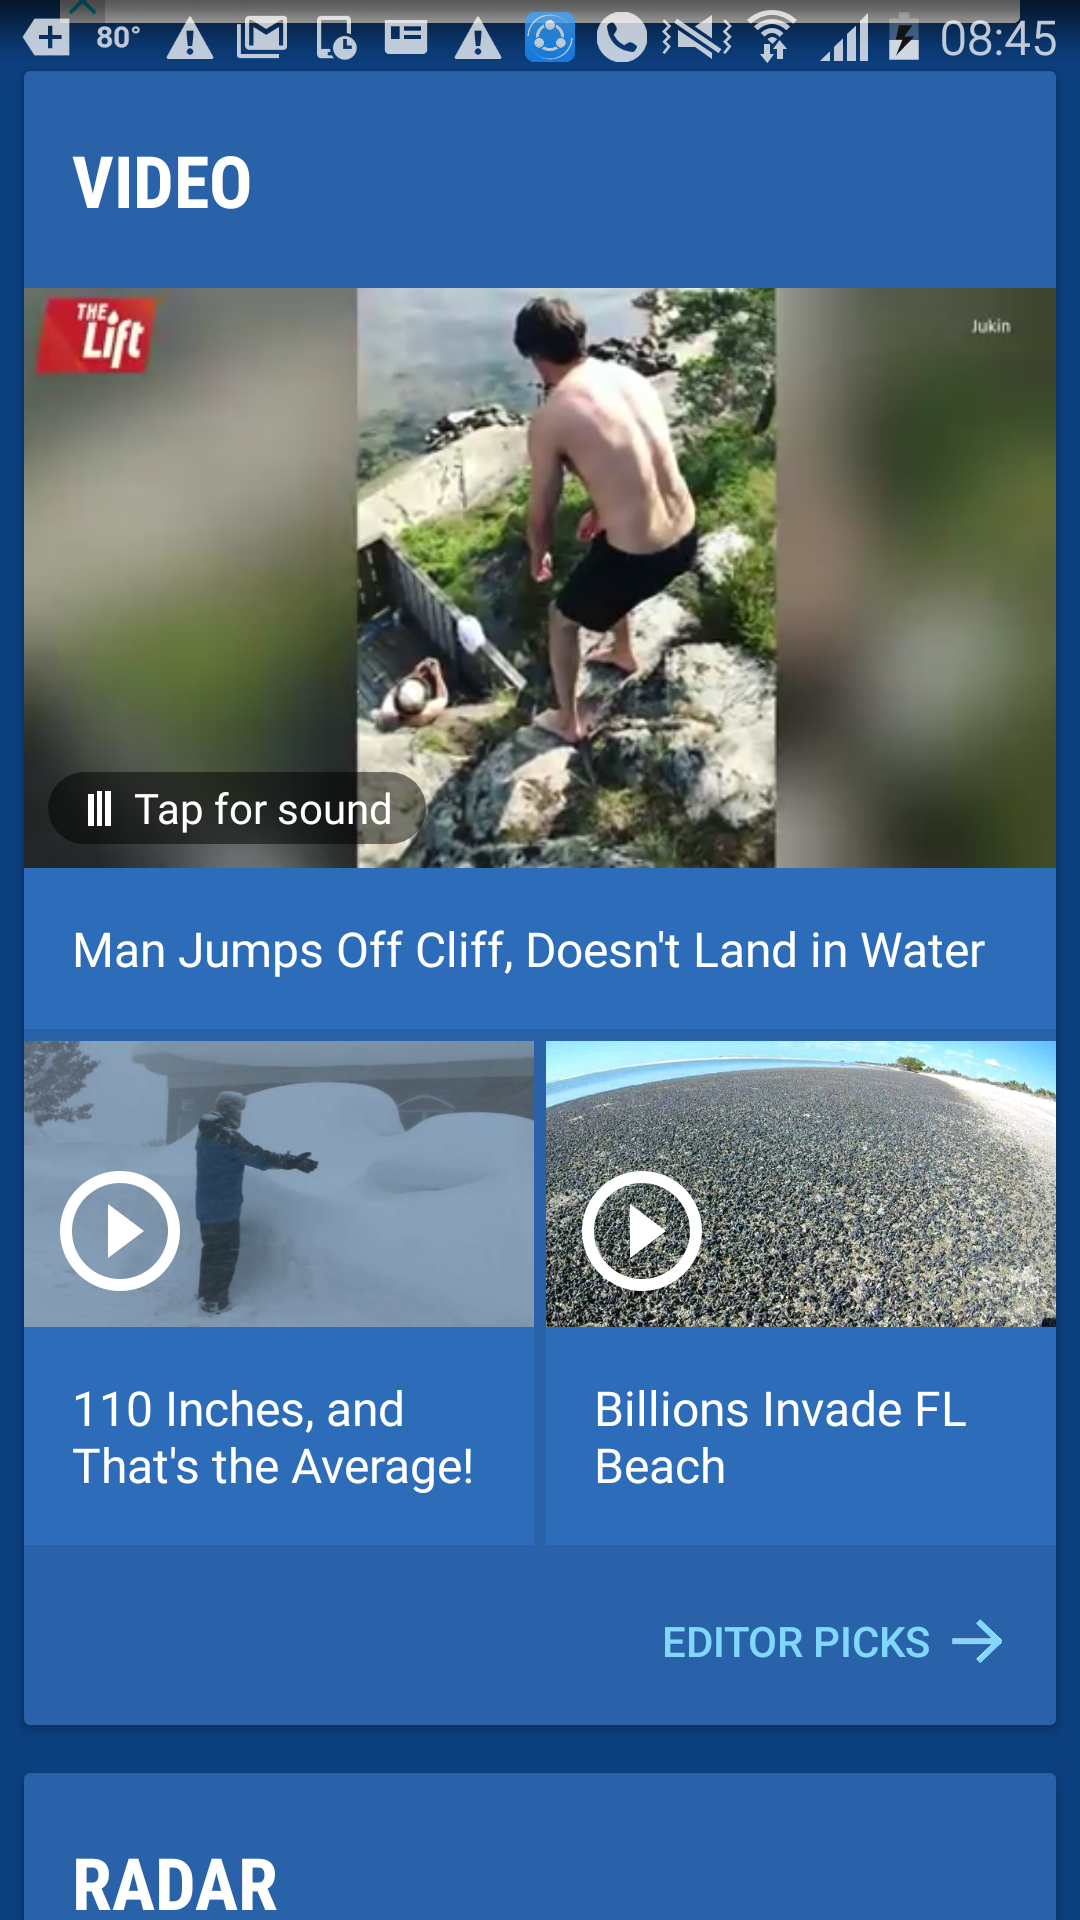 80°
08:45
VIDEO
THE
Lift
Jukin
Tap for sound
Man Jumps Off Cliff, Doesn't Land in Water
110 Inches, and
That's the Average!
Billions Invade FL
Beach
EDITOR PICKS
RADAR